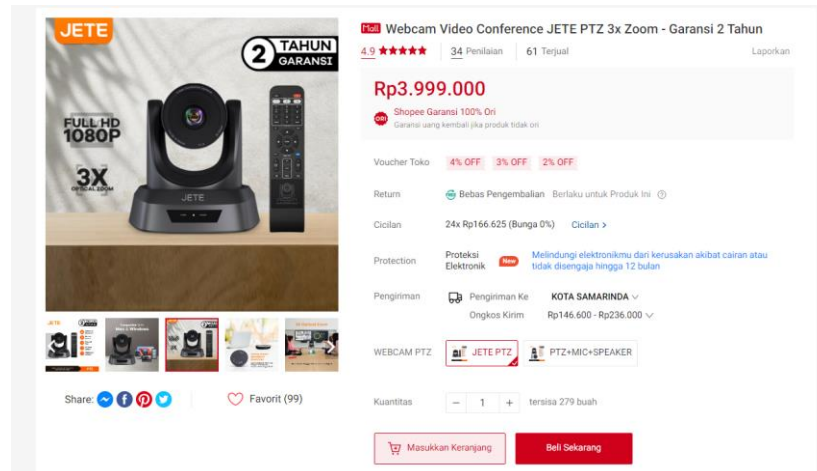 JETE
2 TAHUN
GARANSI
FULL HD
1080P
3X
OPTICAL ZOOM
JETE
Mall Webcam Video Conference JETE PTZ 3x Zoom - Garansi 2 Tahun
4.9 ★★★★★ 34 Penilaian 61 Terjual Laporkan
Rp3.999.000
ORI Shopee Garansi 100% Ori
Garansi uang kembali jika produk tidak ori
Voucher Toko 4% OFF 3% OFF 2% OFF
Return Bebas Pengembalian Berlaku untuk Produk Ini
Cicilan 24x Rp166.625 (Bunga 0%) Cicilan >
Protection Proteksi Elektronik New Melindungi elektronikmu dari kerusakan akibat cairan atau
tidak disengaja hingga 12 bulan
Pengiriman Pengiriman Ke KOTA SAMARINDA
Ongkos Kirim Rp146.600 - Rp236.000
WEBCAM PTZ JETE PTZ PTZ+MIC+SPEAKER
Share: Favorit (99)
Kuantitas − 1 + tersisa 279 buah
Masukkan Keranjang Beli Sekarang